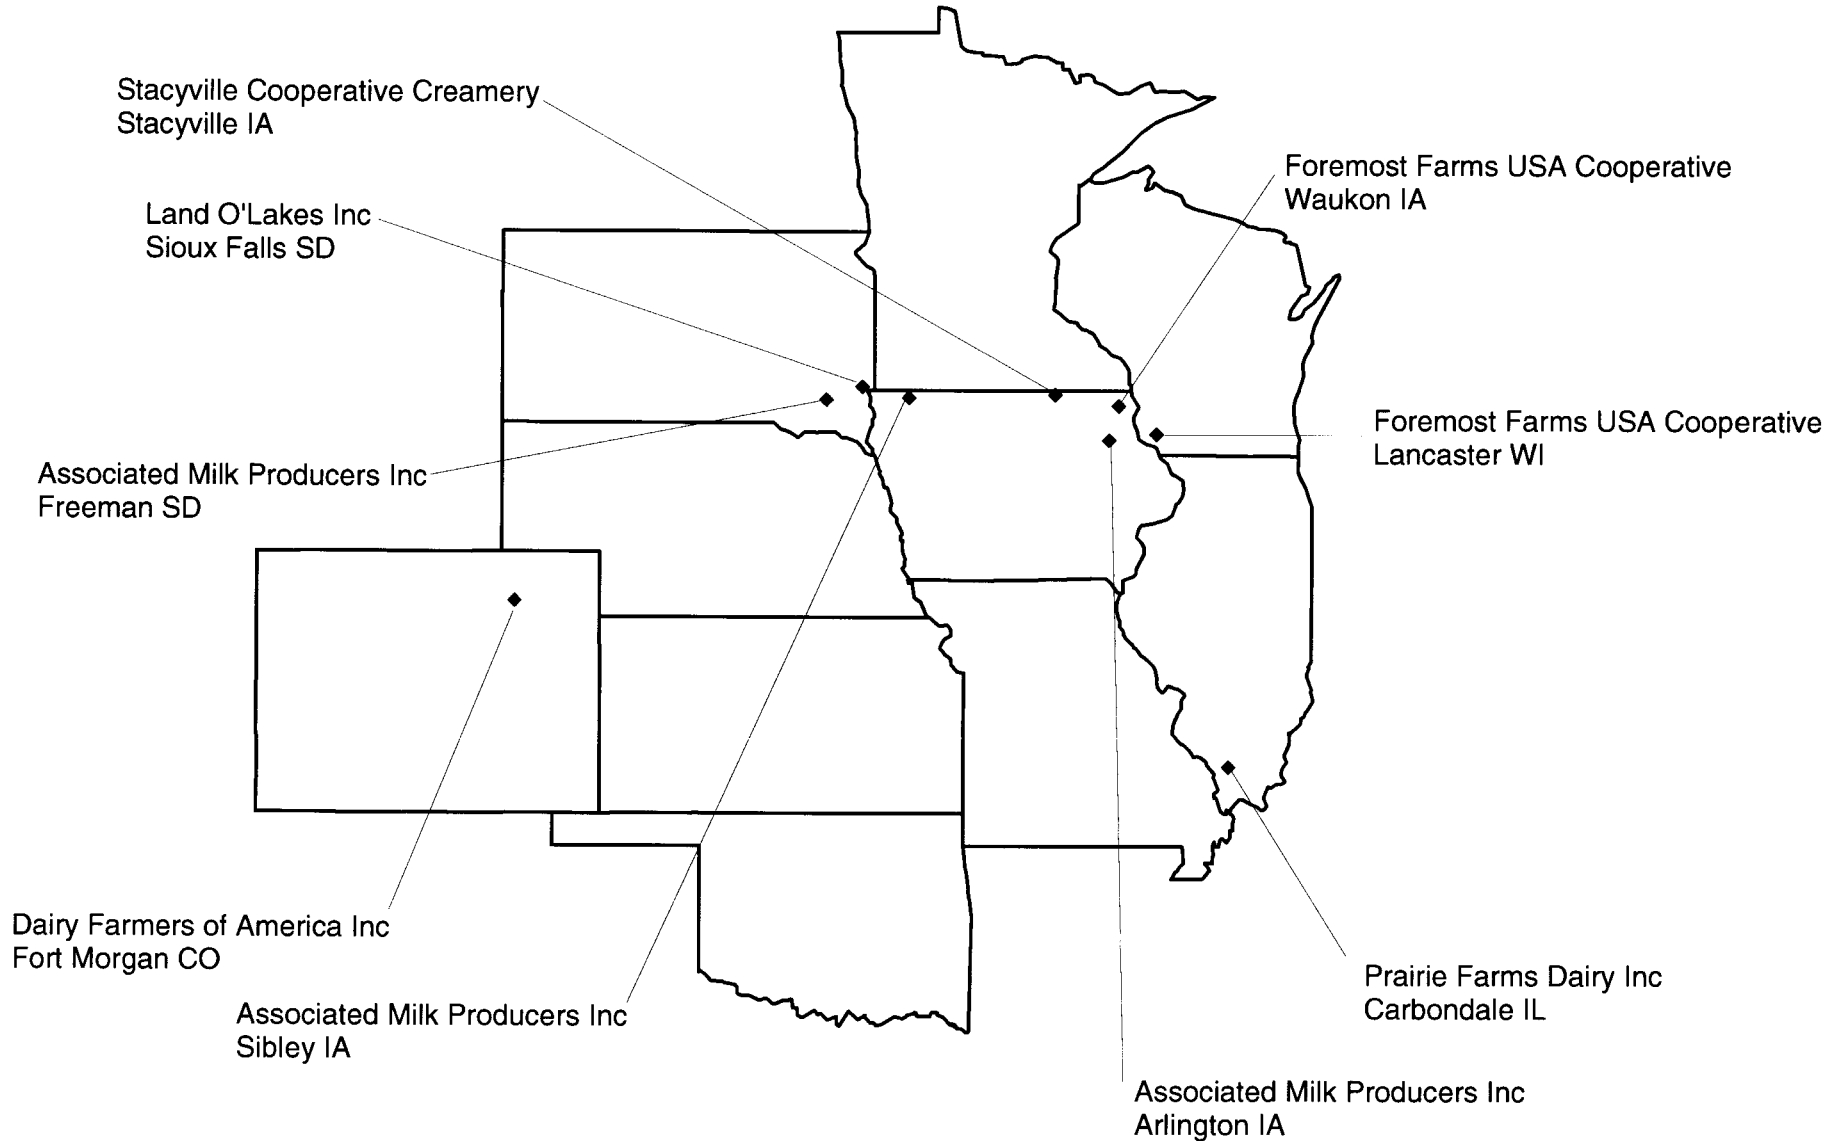 Stacyville Cooperative Creamery
Stacyville IA
Foremost Farms USA Cooperative
Waukon IA
Land O'Lakes Inc
Sioux Falls SD
Foremost Farms USA Cooperative
Lancaster WI
Associated Milk Producers Inc
Freeman SD
Dairy Farmers of America Inc
Fort Morgan CO
Prairie Farms Dairy Inc
Carbondale IL
Associated Milk Producers Inc
Sibley IA
Associated Milk Producers Inc
Arlington IA